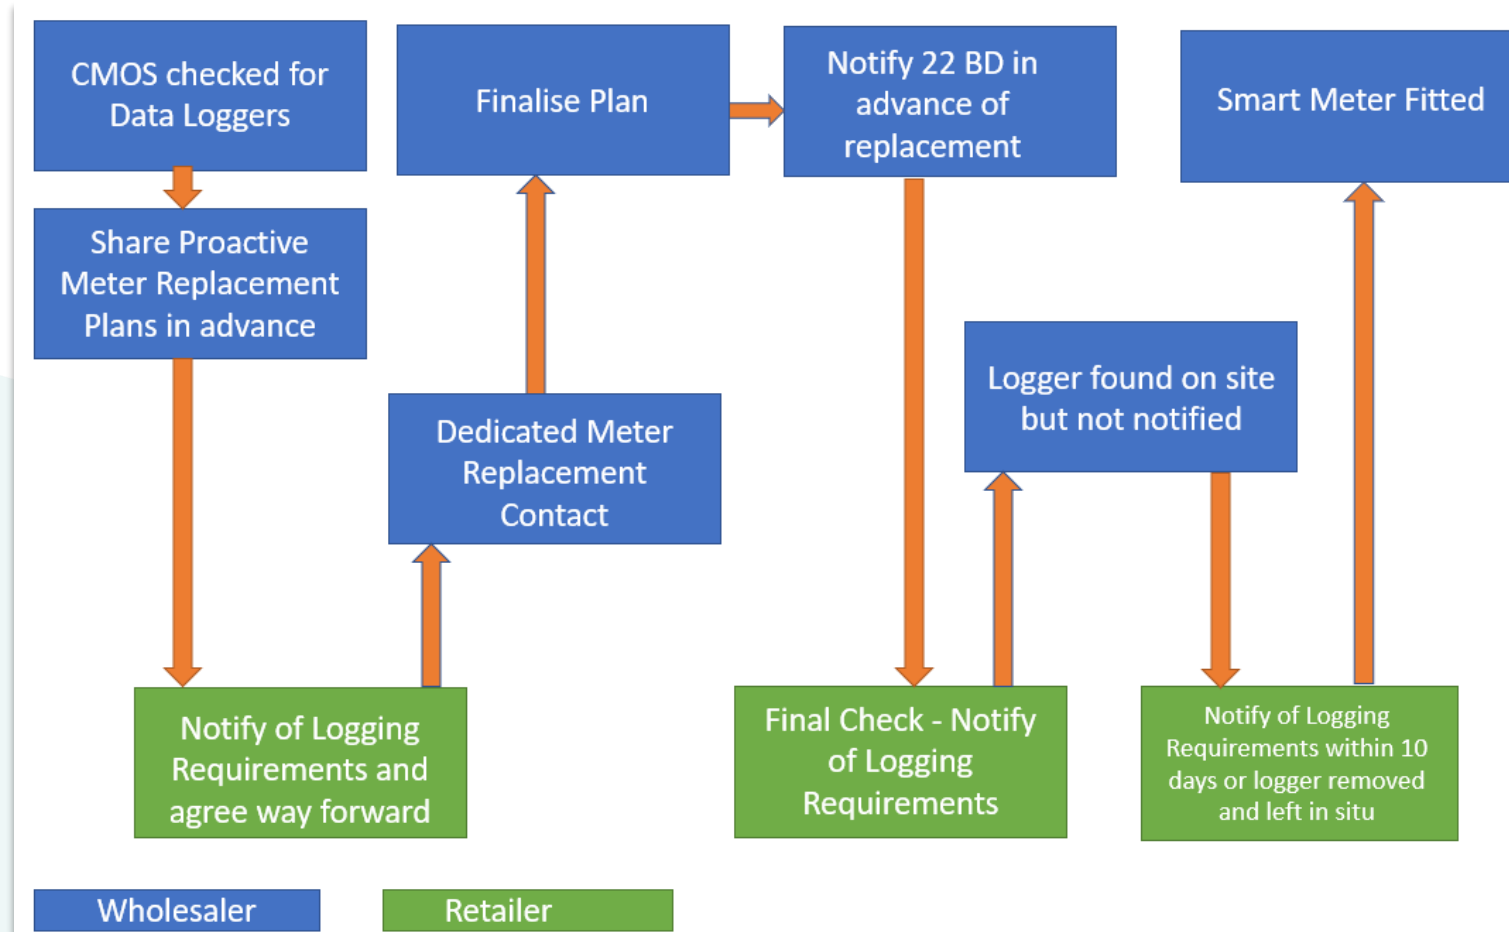 CMOS checked for
Data Loggers
Share Proactive
Meter Replacement
Plans in advance
Notify of Logging
Requirements and
agree way forward
Dedicated Meter
Replacement
Contact
Finalise Plan
Notify 22 BD in
advance of
replacement
Final Check - Notify
of Logging
Requirements
Logger found on site
but not notified
Notify of Logging
Requirements within 10
days or logger removed
and left in situ
Smart Meter Fitted
Wholesaler
Retailer